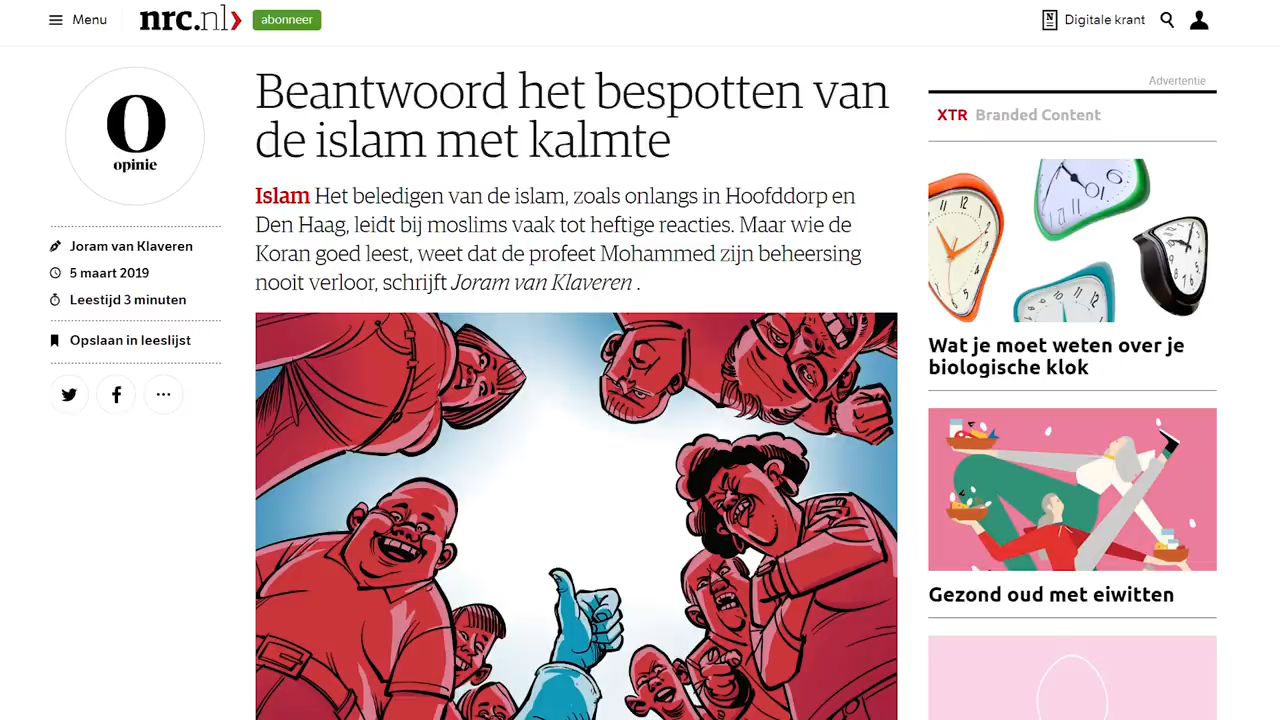 Menu
nrc.nl
abonneer
Digitale krant
opinie
Joram van Klaveren
5 maart 2019
Leestijd 3 minuten
Opslaan in leeslijst
Beantwoord het bespotten van
de islam met kalmte
Islam Het beledigen van de islam, zoals onlangs in Hoofddorp en
Den Haag, leidt bij moslims vaak tot heftige reacties. Maar wie de
Koran goed leest, weet dat de profeet Mohammed zijn beheersing
nooit verloor, schrijft Joram van Klaveren .
Advertentie
XTR Branded Content
Wat je moet weten over je
biologische klok
Gezond oud met eiwitten